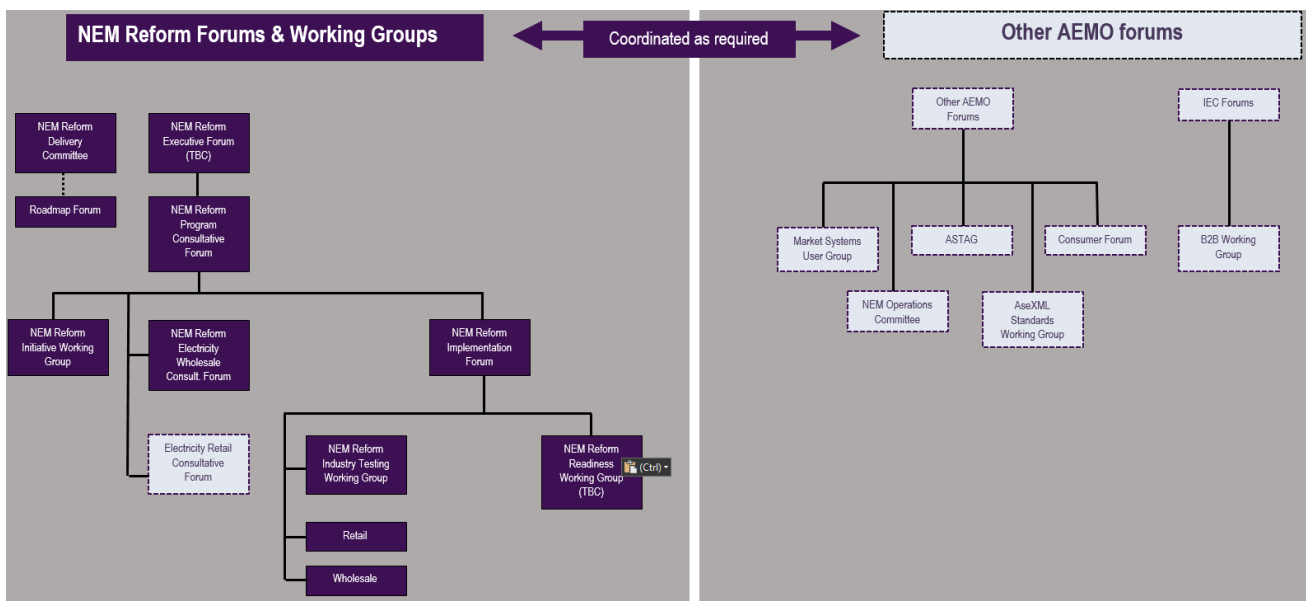 NEM Reform Forums & Working Groups
Coordinated as required
Other AEMO forums
NEM Reform
Delivery
Committee
NEM Reform
Executive Forum
(TBC)
Roadmap Forum
NEM Reform
Program
Consultative
Forum
NEM Reform
Initiative Working
Group
NEM Reform
Electricity
Wholesale
Consult. Forum
NEM Reform
Implementation
Forum
Electricity Retail
Consultative
Forum
NEM Reform
Industry Testing
Working Group
NEM Reform
Readiness
Working Group
(TBC)
(Ctrl)
Retail
Wholesale
Other AEMO
Forums
IEC Forums
Market Systems
User Group
ASTAG
Consumer Forum
B2B Working
Group
NEM Operations
Committee
AseXML
Standards
Working Group